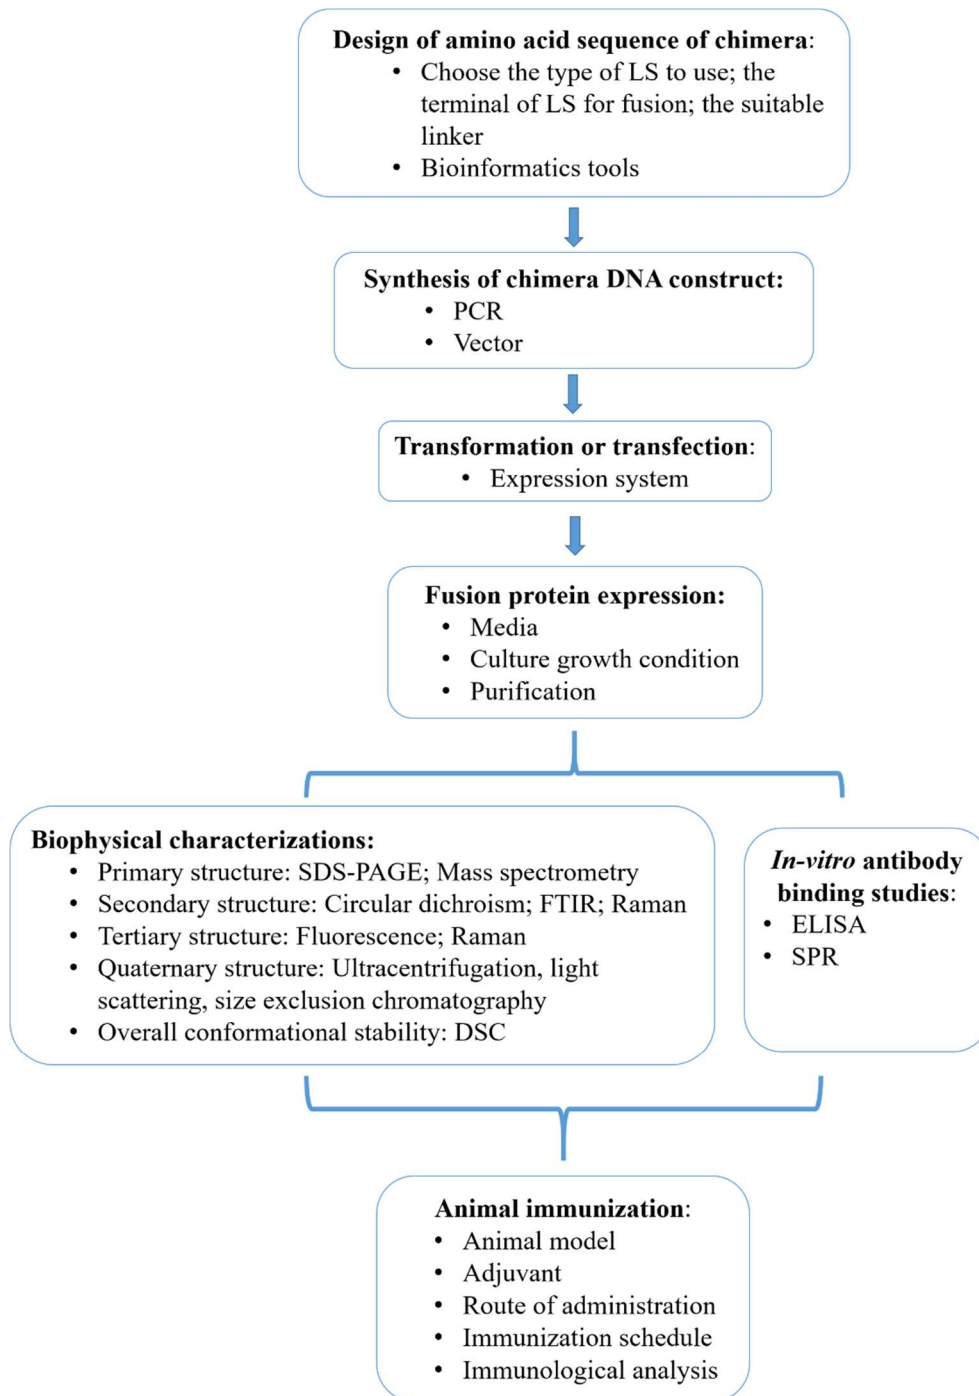 Design of amino acid sequence of chimera:
• Choose the type of LS to use; the
terminal of LS for fusion; the suitable
linker
• Bioinformatics tools
Synthesis of chimera DNA construct:
• PCR
• Vector
Transformation or transfection:
• Expression system
Fusion protein expression:
• Media
• Culture growth condition
• Purification
Biophysical characterizations:
• Primary structure: SDS-PAGE; Mass spectrometry
• Secondary structure: Circular dichroism; FTIR; Raman
• Tertiary structure: Fluorescence; Raman
• Quaternary structure: Ultracentrifugation, light
scattering, size exclusion chromatography
• Overall conformational stability: DSC
In-vitro antibody
binding studies:
• ELISA
• SPR
Animal immunization:
• Animal model
• Adjuvant
• Route of administration
• Immunization schedule
• Immunological analysis